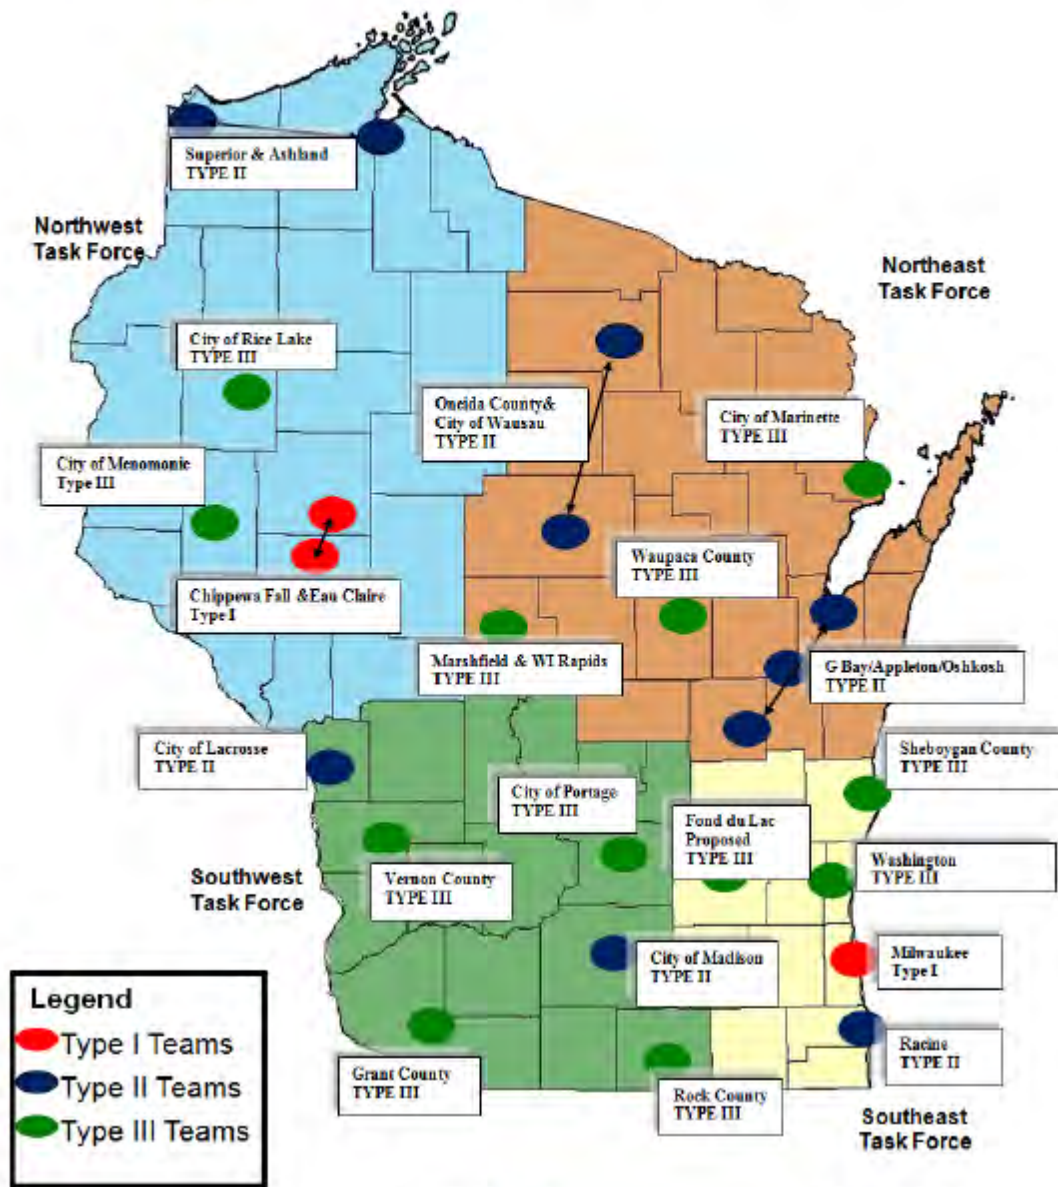 Superior & Ashland
TYPE II
Northwest
Task Force
Northeast
Task Force
City of Rice Lake
TYPE III
Oneida County&
City of Wausau
TYPE II
City of Marinette
TYPE III
City of Menomonie
Type III
Waupaca County
TYPE III
Chippewa Fall &Eau Claire
Type I
Marshfield & WI Rapids
TYPE III
G Bay/Appleton/Oshkosh
TYPE II
City of Lacrosse
TYPE II
Sheboygan County
TYPE III
City of Portage
TYPE III
Fond du Lac
Proposed
TYPE III
Washington
TYPE III
Southwest
Task Force
Vernon County
TYPE III
City of Madison
TYPE II
Milwaukee
Type I
Legend
Type I Teams
Type II Teams
Type III Teams
Grant County
TYPE III
Rock County
TYPE III
Racine
TYPE II
Southeast
Task Force